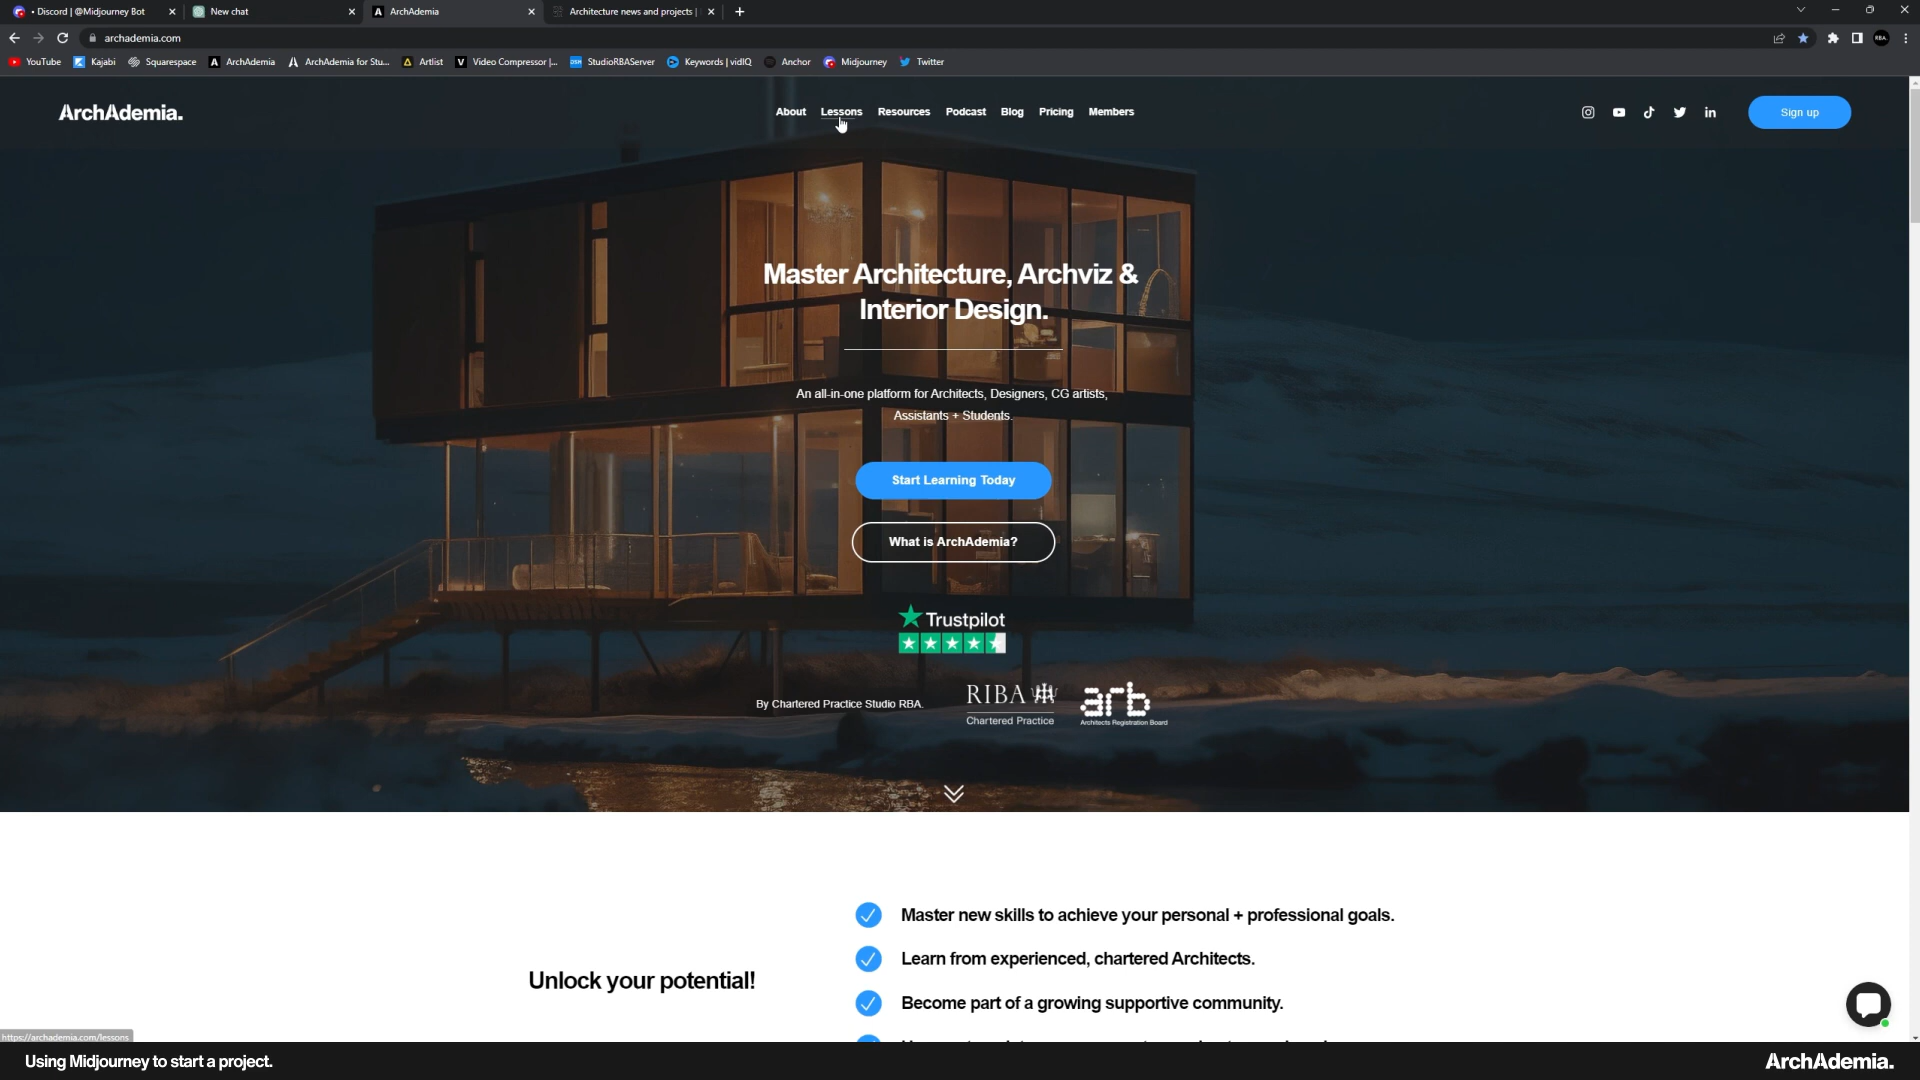 • Discord | @Midjourney Bot
New chat
ArchAdemia
Architecture news and projects |
archademia.com
YouTube
Kajabi
Squarespace
ArchAdemia
ArchAdemia for Stu...
Artlist
Video Compressor |...
StudioRBAServer
Keywords | vidIQ
Anchor
Midjourney
Twitter
ArchAdemia.
About
Lessons
Resources
Podcast
Blog
Pricing
Members
Sign up
Master Architecture, Archviz &
Interior Design.
An all-in-one platform for Architects, Designers, CG artists,
Assistants + Students.
Start Learning Today
What is ArchAdemia?
Trustpilot
By Chartered Practice Studio RBA.
RIBA
Chartered Practice
arb
Architects Registration Board
Unlock your potential!
Master new skills to achieve your personal + professional goals.
Learn from experienced, chartered Architects.
Become part of a growing supportive community.
https://archademia.com/lessons
Using Midjourney to start a project.
ArchAdemia.